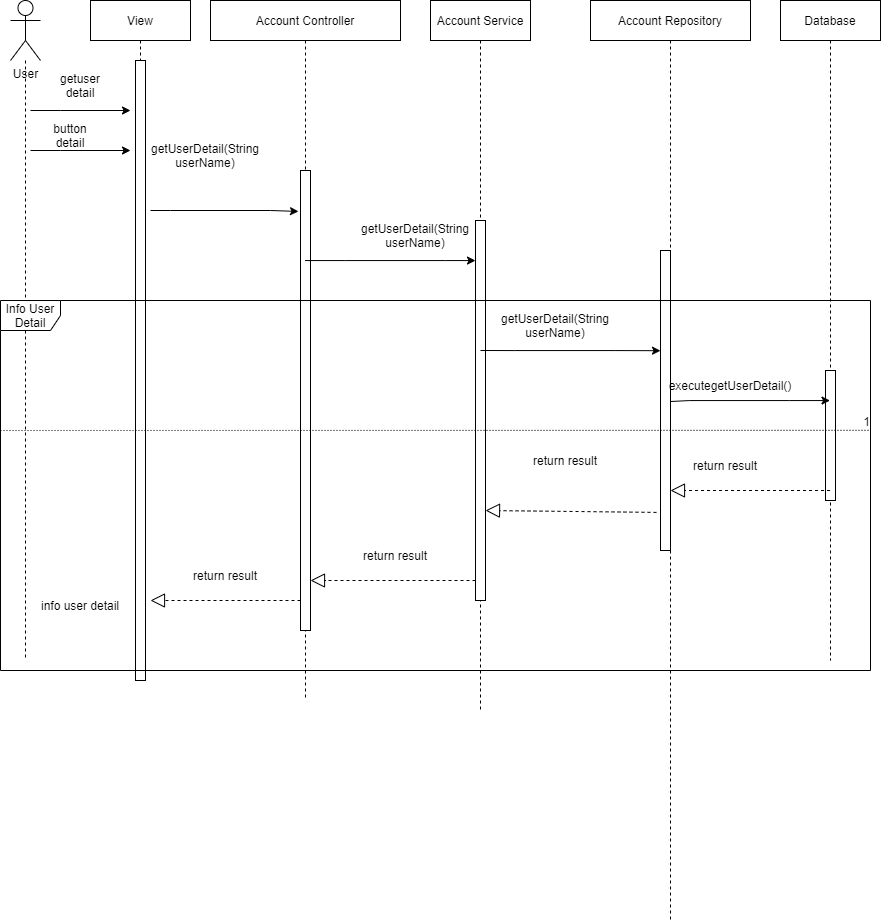 View
Account Controller
Account Service
Account Repository
Database
User
getuser
detail
button
detail
getUserDetail(String
userName)
getUserDetail(String
userName)
Info User
Detail
getUserDetail(String
userName)
executegetUserDetail()
1
return result
return result
return result
return result
info user detail